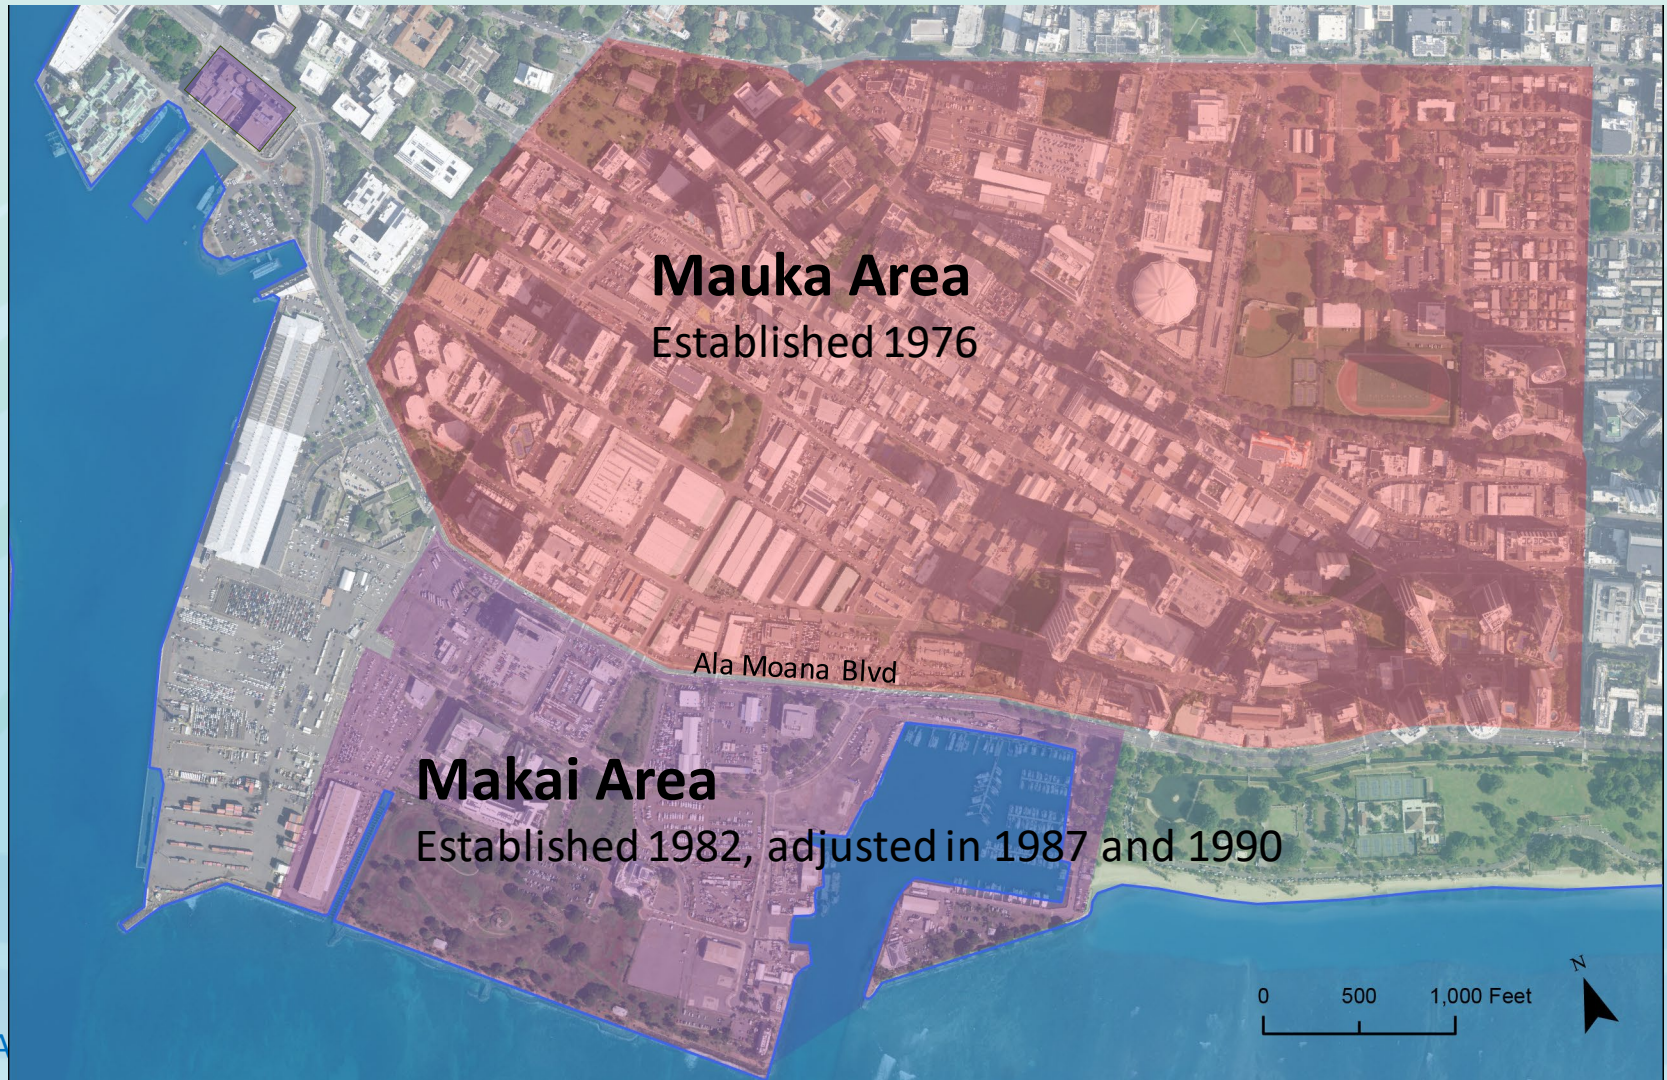 Mauka Area
Established 1976
Ala Moana Blvd
Makai Area
Established 1982, adjusted in 1987 and 1990
N
0 500 1,000 Feet
A